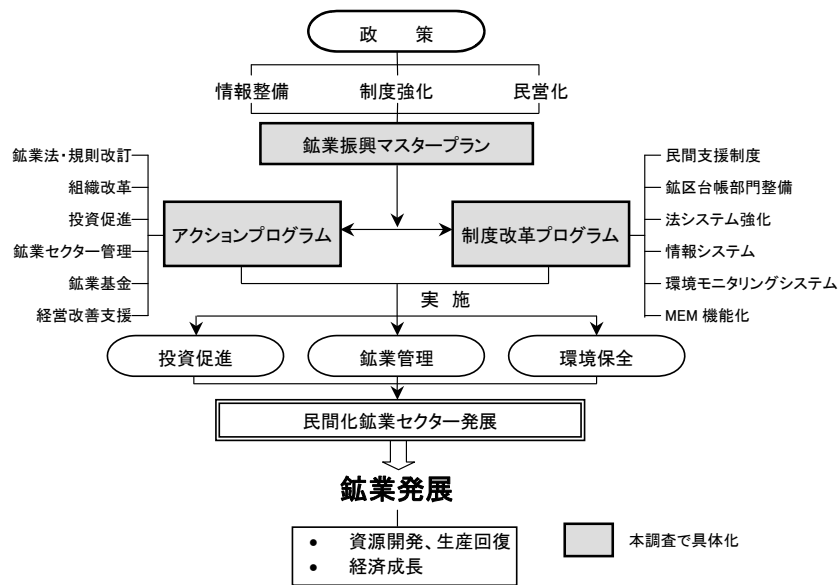 政　策
情報整備　制度強化　民営化
鉱業振興マスタープラン
鉱業法・規則改訂
組織改革
投資促進
鉱業セクター管理
鉱業基金
経営改善支援
アクションプログラム
制度改革プログラム
民間支援制度
鉱区台帳部門整備
法システム強化
情報システム
環境モニタリングシステム
MEM 機能化
実 施
投資促進
鉱業管理
環境保全
民間化鉱業セクター発展
鉱業発展
• 資源開発、生産回復
• 経済成長
本調査で具体化